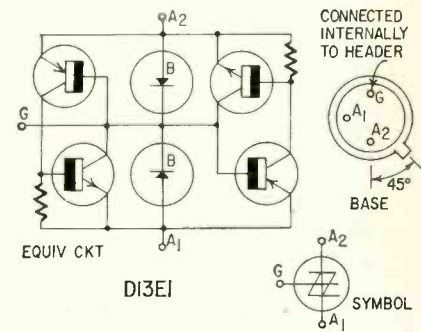 A2
B
G
B
A1
EQUIV CKT
D13E1
CONNECTED
INTERNALLY
TO HEADER
G
A1
A2
45°
BASE
A2
G
A1
SYMBOL